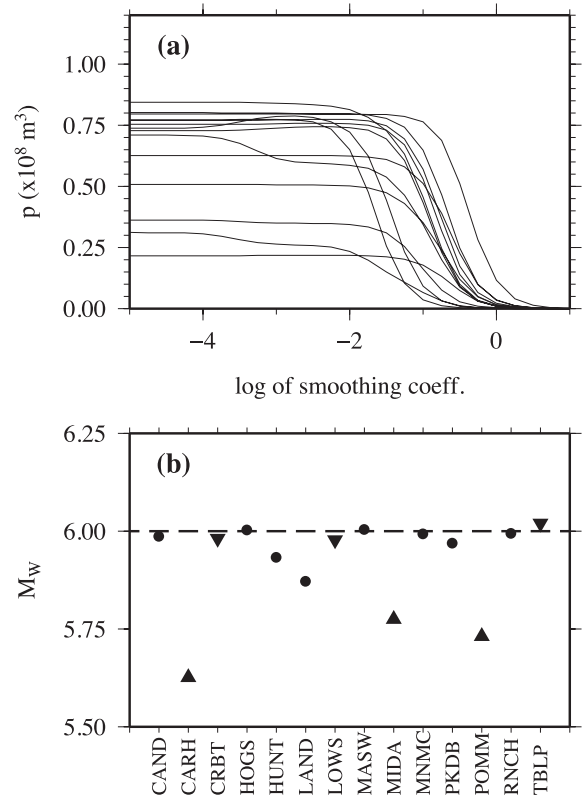 (a)
1.00
0.75
0.50
0.25
0.00
p (x10⁸ m³)
−4 −2 0
log of smoothing coeff.
(b)
6.25
6.00
5.75
5.50
M_W
CAND CARH CRBT HOGS HUNT LAND LOWS MASW MIDA MNMC PKDB POMM RNCH TBLP